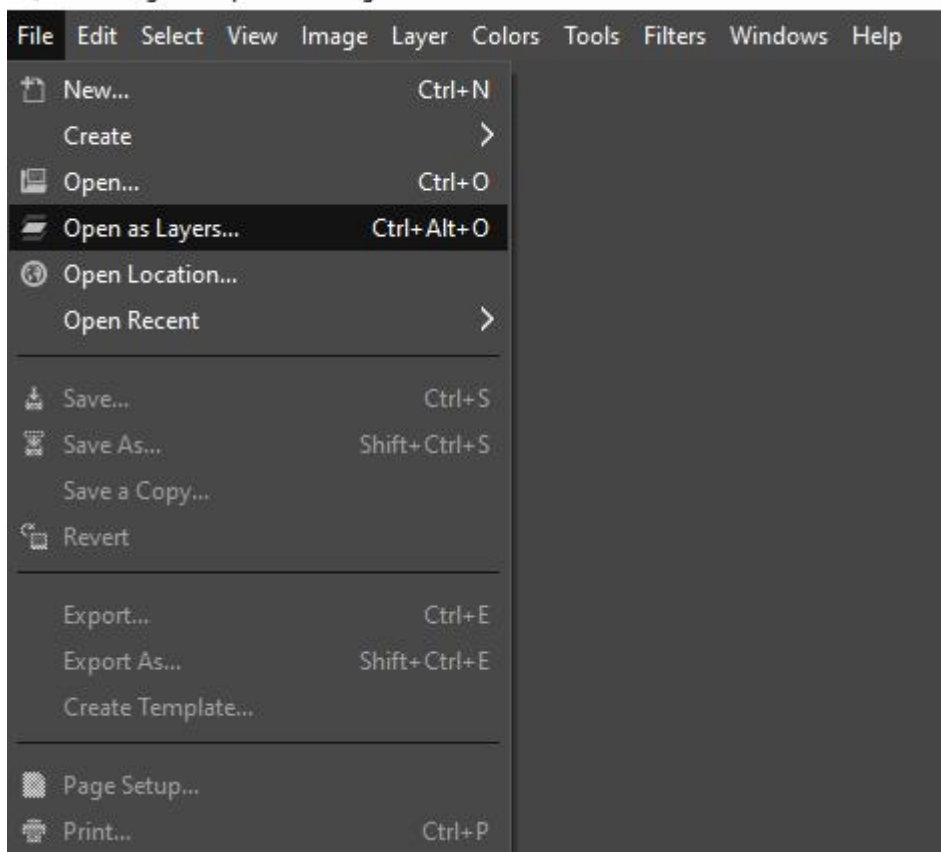 File Edit Select View Image Layer Colors Tools Filters Windows Help
New... Ctrl+N
Create
Open... Ctrl+O
Open as Layers... Ctrl+Alt+O
Open Location...
Open Recent
Save... Ctrl+S
Save As... Shift+Ctrl+S
Save a Copy...
Revert
Export... Ctrl+E
Export As... Shift+Ctrl+E
Create Template...
Page Setup...
Print... Ctrl+P